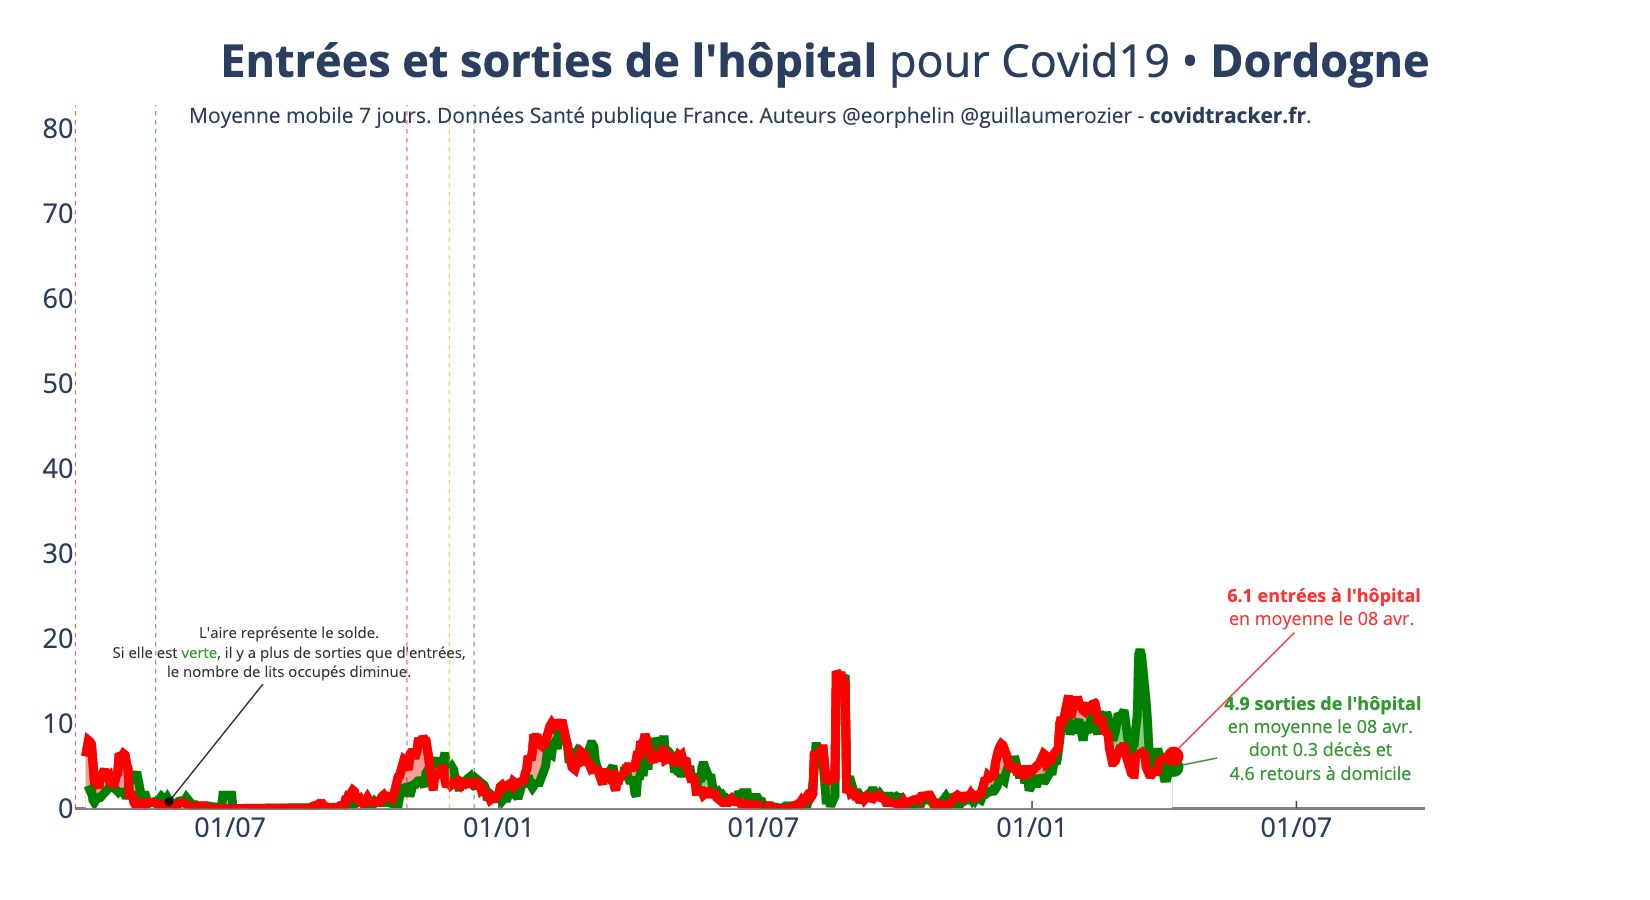 Entrées et sorties de l'hôpital pour Covid19 • Dordogne
Moyenne mobile 7 jours. Données Santé publique France. Auteurs @eorphelin @guillaumerozier - covidtracker.fr.
80
70
60
50
40
30
20
10
0
L'aire représente le solde.
Si elle est verte, il y a plus de sorties que d'entrées,
le nombre de lits occupés diminue.
6.1 entrées à l'hôpital
en moyenne le 08 avr.
4.9 sorties de l'hôpital
en moyenne le 08 avr.
dont 0.3 décès et
4.6 retours à domicile
01/07
01/01
01/07
01/01
01/07